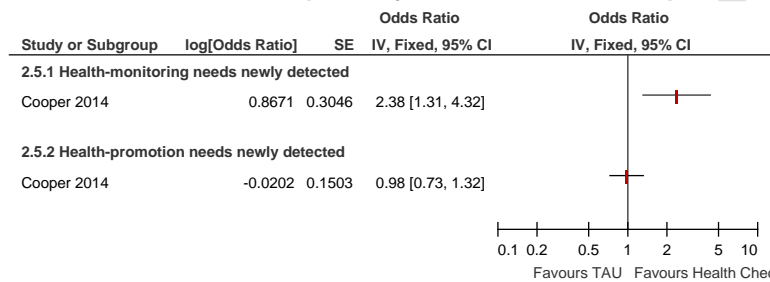 Odds Ratio Odds Ratio
Study or Subgroup log[Odds Ratio] SE IV, Fixed, 95% CI IV, Fixed, 95% CI
2.5.1 Health-monitoring needs newly detected
Cooper 2014 0.8671 0.3046 2.38 [1.31, 4.32]
2.5.2 Health-promotion needs newly detected
Cooper 2014 -0.0202 0.1503 0.98 [0.73, 1.32]
0.1 0.2 0.5 1 2 5 10
Favours TAU Favours Health Chec